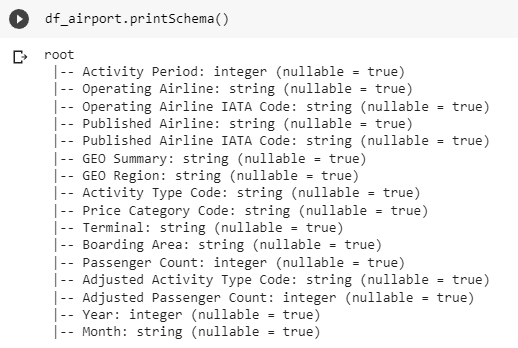 df_airport.printSchema()
root
|-- Activity Period: integer (nullable = true)
|-- Operating Airline: string (nullable = true)
|-- Operating Airline IATA Code: string (nullable = true)
|-- Published Airline: string (nullable = true)
|-- Published Airline IATA Code: string (nullable = true)
|-- GEO Summary: string (nullable = true)
|-- GEO Region: string (nullable = true)
|-- Activity Type Code: string (nullable = true)
|-- Price Category Code: string (nullable = true)
|-- Terminal: string (nullable = true)
|-- Boarding Area: string (nullable = true)
|-- Passenger Count: integer (nullable = true)
|-- Adjusted Activity Type Code: string (nullable = true)
|-- Adjusted Passenger Count: integer (nullable = true)
|-- Year: integer (nullable = true)
|-- Month: string (nullable = true)